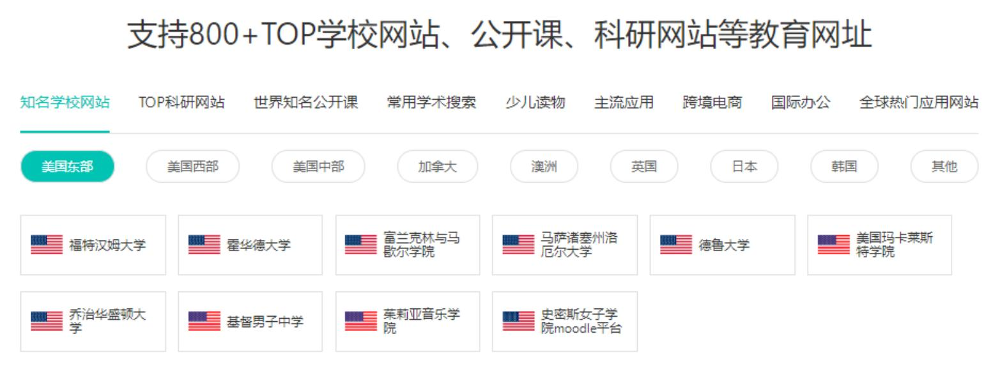 支持800+TOP学校网站、公开课、科研网站等教育网址
知名学校网站 TOP科研网站 世界知名公开课 常用学术搜索 少儿读物 主流应用 跨境电商 国际办公 全球热门应用网站
美国东部 美国西部 美国中部 加拿大 澳洲 英国 日本 韩国 其他
福特汉姆大学
霍华德大学
富兰克林与马
歇尔学院
马萨诸塞州洛
厄尔大学
德鲁大学
美国玛卡莱斯
特学院
乔治华盛顿大
学
基督男子中学
茱莉亚音乐学
院
史密斯女子学
院moodle平台